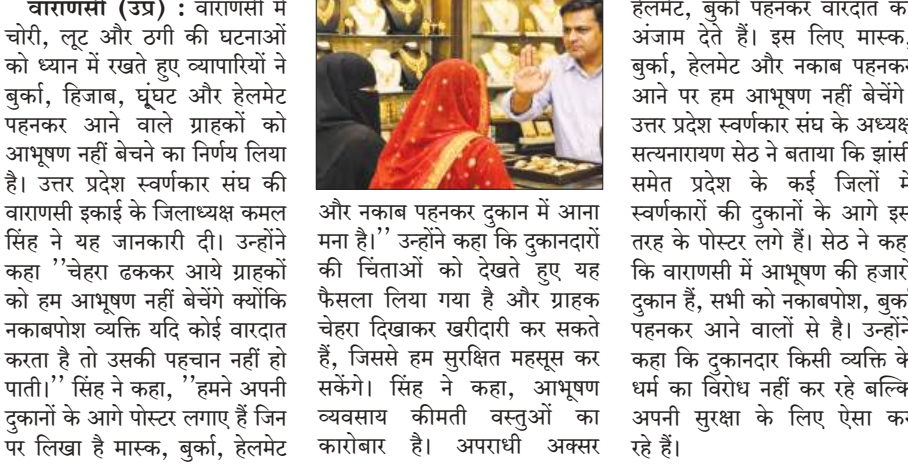 वाराणसी (उप्र) : वाराणसी में
चोरी, लूट और ठगी की घटनाओं
को ध्यान में रखते हुए व्यापारियों ने
बुर्का, हिजाब, घूंघट और हेलमेट
पहनकर आने वाले ग्राहकों को
आभूषण नहीं बेचने का निर्णय लिया
है। उत्तर प्रदेश स्वर्णकार संघ की
वाराणसी इकाई के जिलाध्यक्ष कमल
सिंह ने यह जानकारी दी। उन्होंने
कहा ''चेहरा ढककर आये ग्राहकों
को हम आभूषण नहीं बेचेंगे क्योंकि
नकाबपोश व्यक्ति यदि कोई वारदात
करता है तो उसकी पहचान नहीं हो
पाती।'' सिंह ने कहा, ''हमने अपनी
दुकानों के आगे पोस्टर लगाए हैं जिन
पर लिखा है मास्क, बुर्का, हेलमेट
और नकाब पहनकर दुकान में आना
मना है।'' उन्होंने कहा कि दुकानदारों
की चिंताओं को देखते हुए यह
फैसला लिया गया है और ग्राहक
चेहरा दिखाकर खरीदारी कर सकते
हैं, जिससे हम सुरक्षित महसूस कर
सकेंगे। सिंह ने कहा, आभूषण
व्यवसाय कीमती वस्तुओं का
कारोबार है। अपराधी अक्सर
हेलमेट, बुर्का पहनकर वारदात को
अंजाम देते हैं। इस लिए मास्क,
बुर्का, हेलमेट और नकाब पहनकर
आने पर हम आभूषण नहीं बेचेंगे
उत्तर प्रदेश स्वर्णकार संघ के अध्यक्ष
सत्यनारायण सेठ ने बताया कि झांसी
समेत प्रदेश के कई जिलों में
स्वर्णकारों की दुकानों के आगे इस
तरह के पोस्टर लगे हैं। सेठ ने कहा
कि वाराणसी में आभूषण की हजारों
दुकान हैं, सभी को नकाबपोश, बुर्का
पहनकर आने वालों से है। उन्होंने
कहा कि दुकानदार किसी व्यक्ति के
धर्म का विरोध नहीं कर रहे बल्कि
अपनी सुरक्षा के लिए ऐसा कर
रहे हैं।